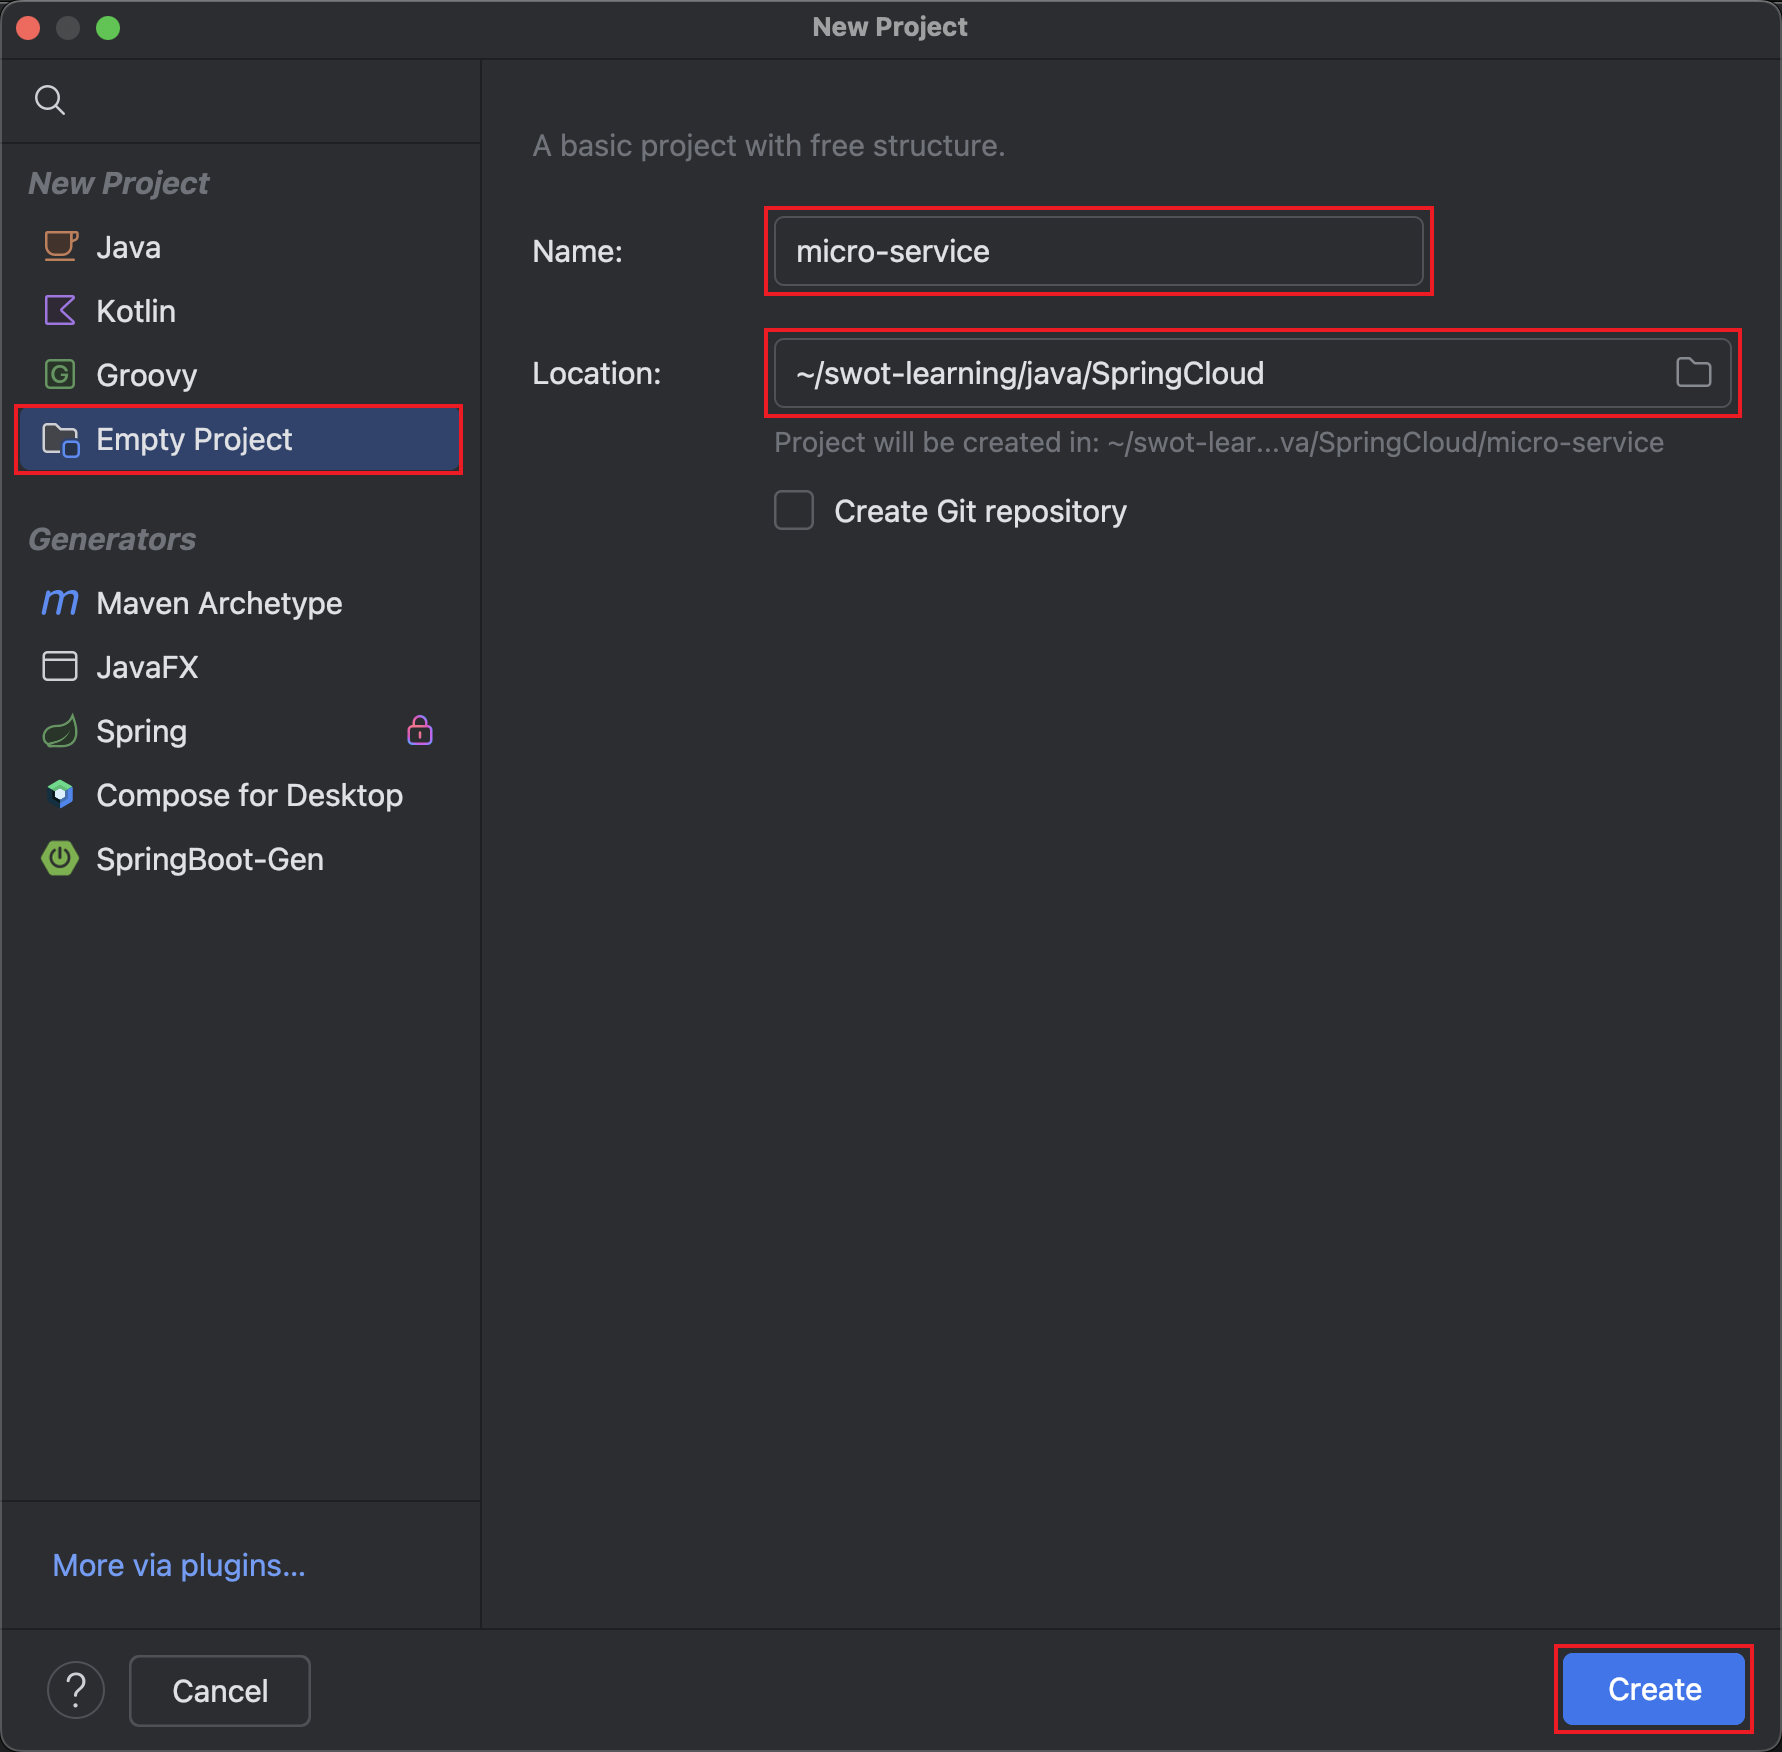 New Project
New Project
Java
Kotlin
Groovy
Empty Project
Generators
Maven Archetype
JavaFX
Spring
Compose for Desktop
SpringBoot-Gen
More via plugins...
A basic project with free structure.
Name:
micro-service
Location:
~/swot-learning/java/SpringCloud
Project will be created in: ~/swot-lear...va/SpringCloud/micro-service
Create Git repository
?
Cancel
Create